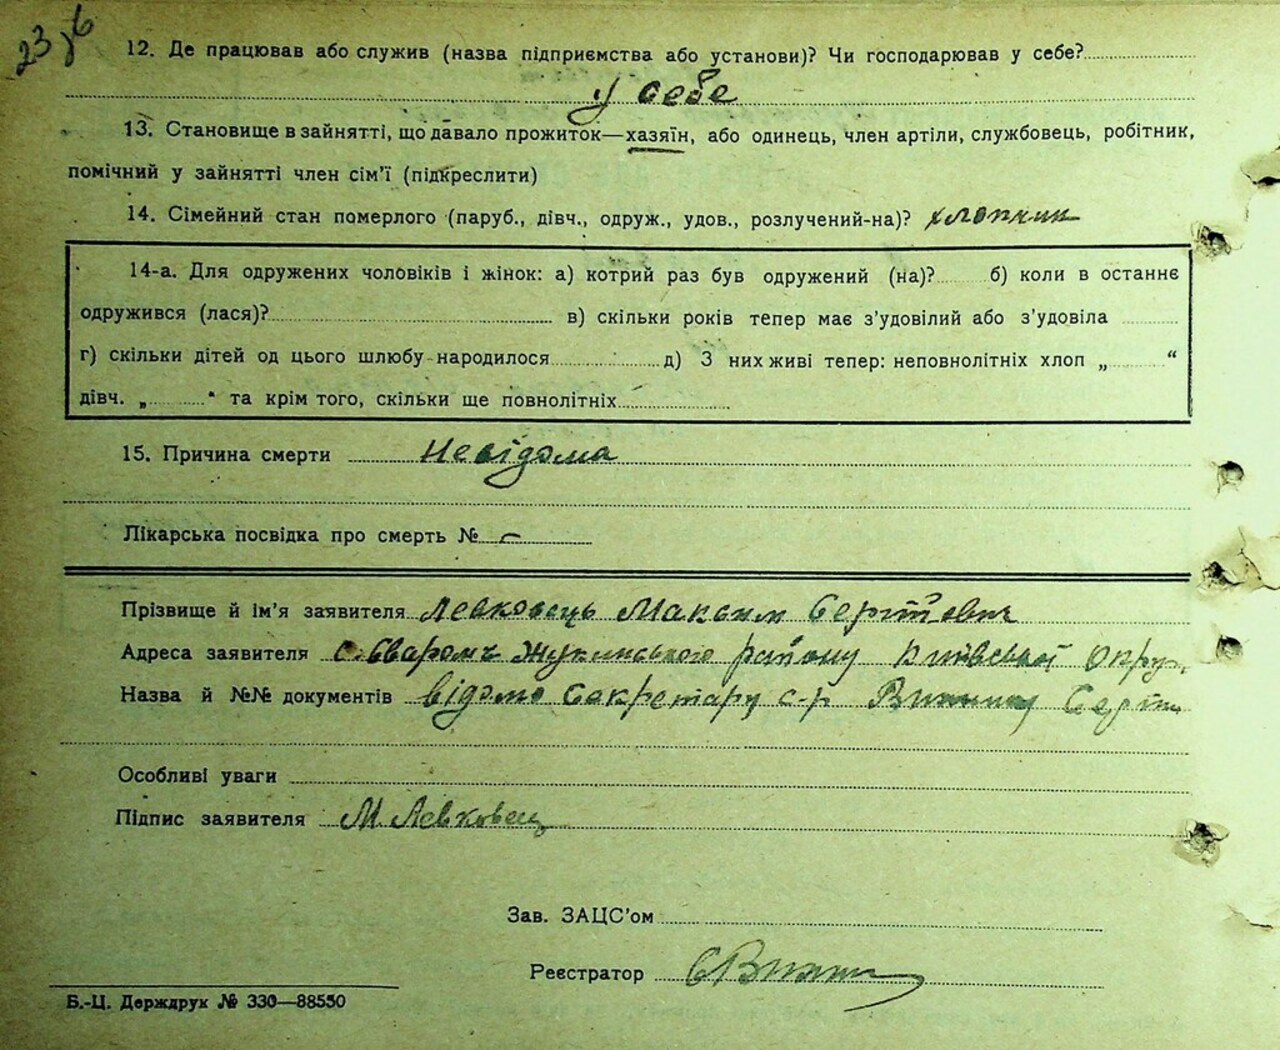 23 зб
12. Де працював або служив (назва підприємства або установи)? Чи господарював у себе?
у себе
13. Становище в зайнятті, що давало прожиток—хазяїн, або одинець, член артіли, службовець, робітник,
помічний у зайнятті член сім'ї (підкреслити)
14. Сімейний стан померлого (паруб., дівч., одруж., удов., розлучений-на)? хлопчик
14-а. Для одружених чоловіків і жінок: а) котрий раз був одружений (на)? б) коли в останнє
одружився (лася)? в) скільки років тепер має з'удовілий або з'удовіла
г) скільки дітей од цього шлюбу народилося д) З них живі тепер: неповнолітніх хлоп „ “
дівч. „ “ та крім того, скільки ще повнолітніх
15. Причина смерти Невідома
Лікарська посвідка про смерть № —
Прізвище й ім'я заявителя Левковець Максим Сергійович
Адреса заявителя с. Сваромъ Жукинського району Київської Окру.
Назва й №№ документів відомо секретару с-р
Особливі уваги
Підпис заявителя М. Левковец
Зав. ЗАЦС'ом
Реєстратор
Б.-Ц. Держдрук № 330—88550